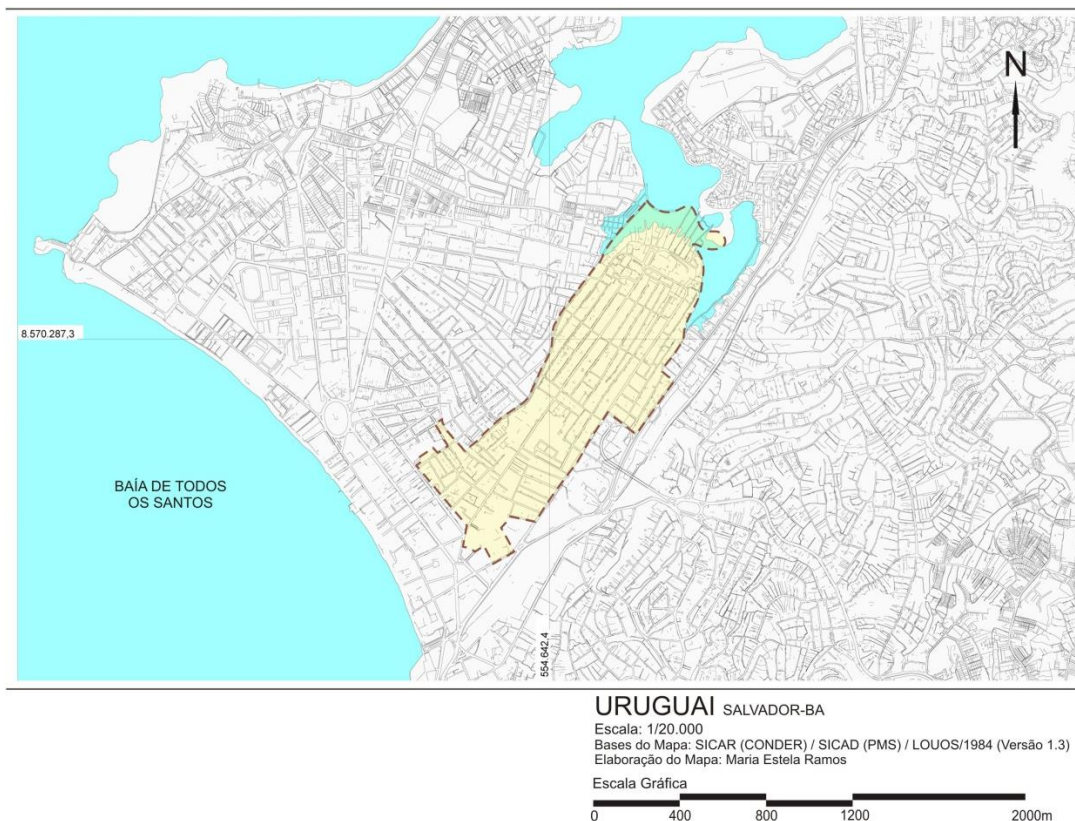 N
8.570.287,3
BAÍA DE TODOS
OS SANTOS
554.642.4
URUGUAI SALVADOR-BA
Escala: 1/20.000
Bases do Mapa: SICAR (CONDER) / SICAD (PMS) / LOUOS/1984 (Versão 1.3)
Elaboração do Mapa: Maria Estela Ramos
Escala Gráfica
0 400 800 1200 2000m